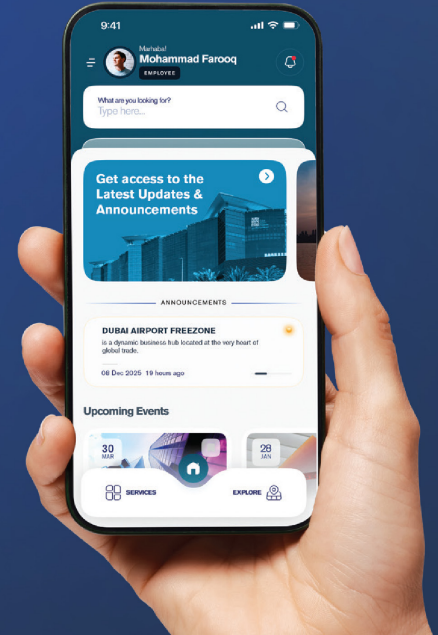 9:41
Marhaba!
Mohammad Farooq
EMPLOYEE
What are you looking for?
Type here...
Get access to the
Latest Updates &
Announcements
ANNOUNCEMENTS
DUBAI AIRPORT FREEZONE
is a dynamic business hub located at the very heart of
global trade.
08 Dec 2025 19 hours ago
Upcoming Events
30
MAR
28
JAN
SERVICES
EXPLORE